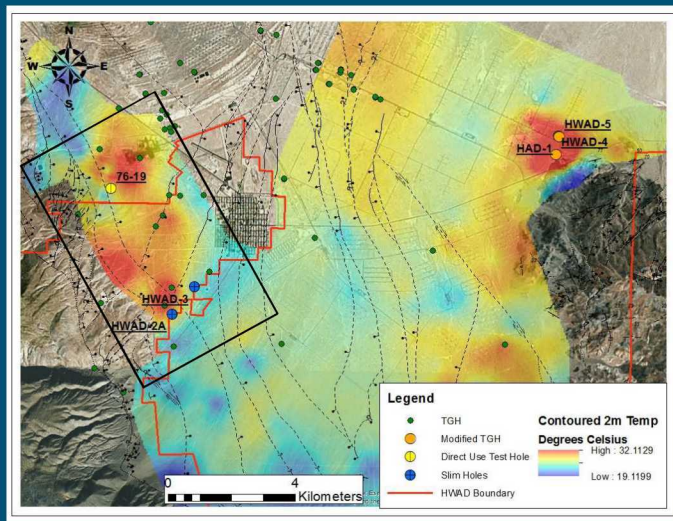 N
W E
S
HWAD-5
HAD-1 HWAD-4
76-19
HWAD-3
HWAD-2A
Legend
TGH
Modified TGH
Direct Use Test Hole
Slim Holes
HWAD Boundary
Contoured 2m Temp
Degrees Celsius
High : 32.1129
Low : 19.1199
0 4
Kilometers